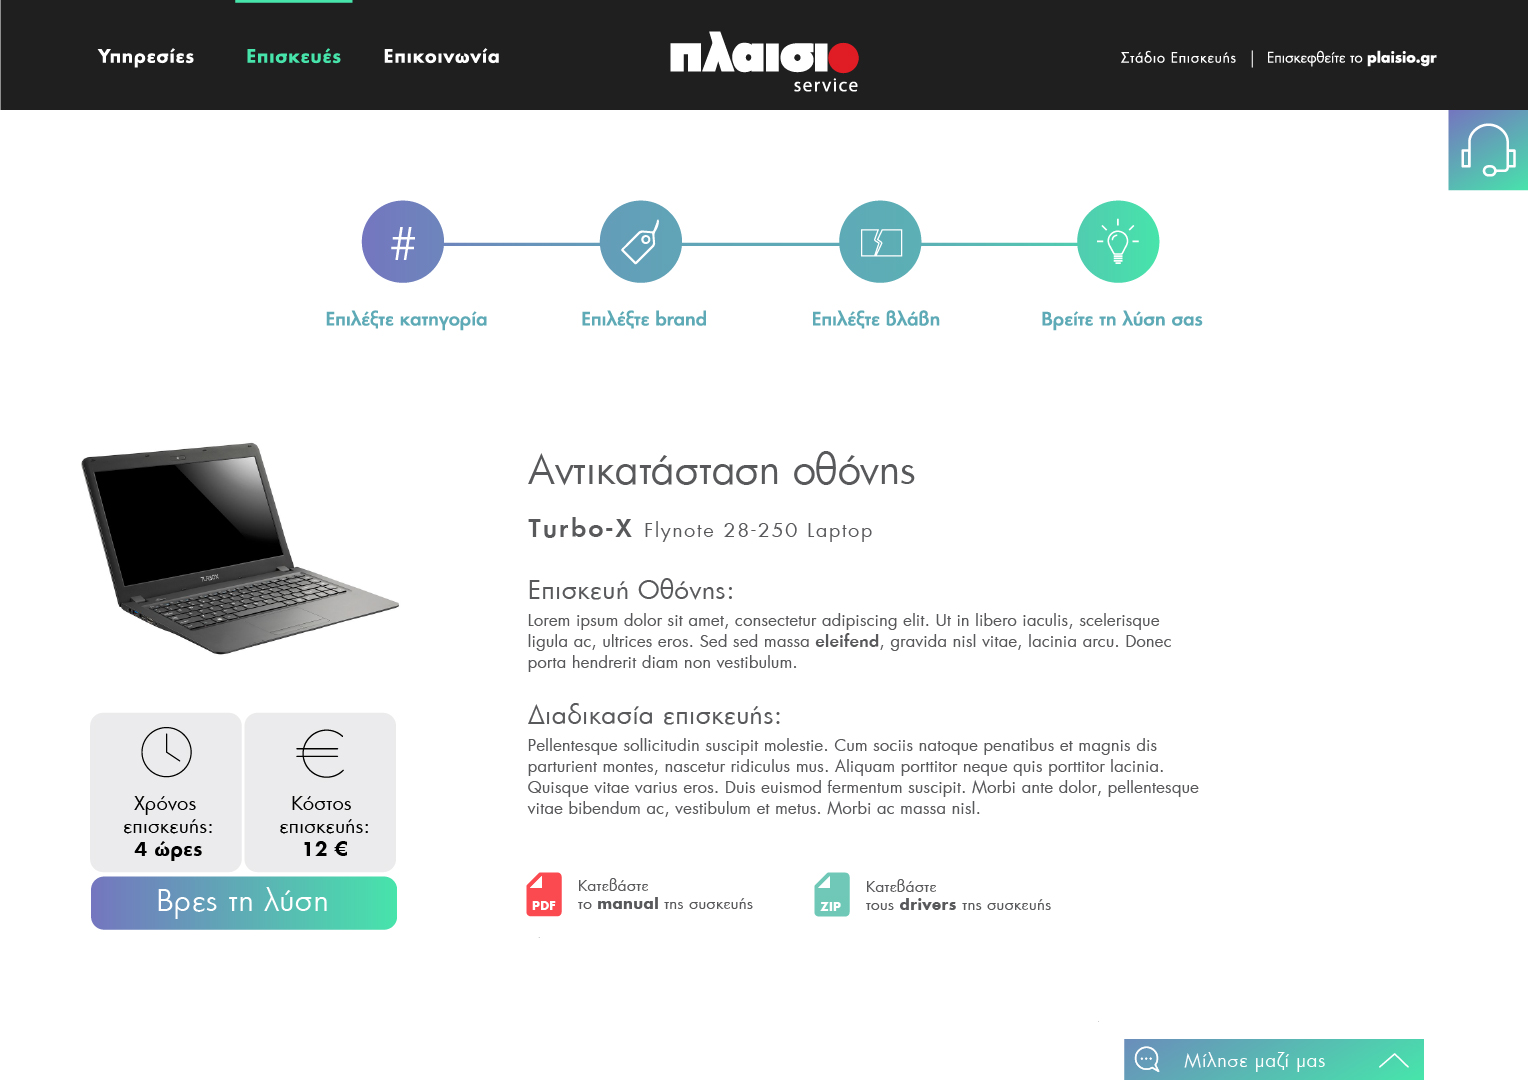 Υπηρεσίες
Επισκευές
Επικοινωνία
πλαισιο
service
Στάδιο Επισκευής | Επισκεφθείτε το plaisio.gr
#
Επιλέξτε κατηγορία
Επιλέξτε brand
Επιλέξτε βλάβη
Βρείτε τη λύση σας
Αντικατάσταση οθόνης
Turbo-X Flynote 28-250 Laptop
Επισκευή Οθόνης:
Lorem ipsum dolor sit amet, consectetur adipiscing elit. Ut in libero iaculis, scelerisque
ligula ac, ultrices eros. Sed sed massa eleifend, gravida nisl vitae, lacinia arcu. Donec
porta hendrerit diam non vestibulum.
Διαδικασία επισκευής:
Pellentesque sollicitudin suscipit molestie. Cum sociis natoque penatibus et magnis dis
parturient montes, nascetur ridiculus mus. Aliquam porttitor neque quis porttitor lacinia.
Quisque vitae varius eros. Duis euismod fermentum suscipit. Morbi ante dolor, pellentesque
vitae bibendum ac, vestibulum et metus. Morbi ac massa nisl.
TURBOX
Χρόνος
επισκευής:
4 ώρες
Κόστος
επισκευής:
12 €
Βρες τη λύση
PDF
Κατεβάστε
το manual της συσκευής
ZIP
Κατεβάστε
τους drivers της συσκευής
Μίλησε μαζί μας